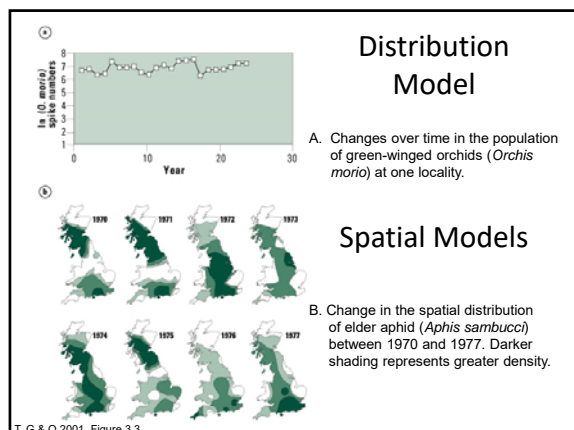 a
8
7
6
5
4
3
2
1
ln (O. morio)
spike numbers
0
10
20
30
Year
Distribution
Model
A. Changes over time in the population
of green-winged orchids (Orchis
morio) at one locality.
b
1970
1971
1972
1973
1974
1975
1976
1977
Spatial Models
B. Change in the spatial distribution
of elder aphid (Aphis sambucci)
between 1970 and 1977. Darker
shading represents greater density.
T, G & O 2001, Figure 3.3